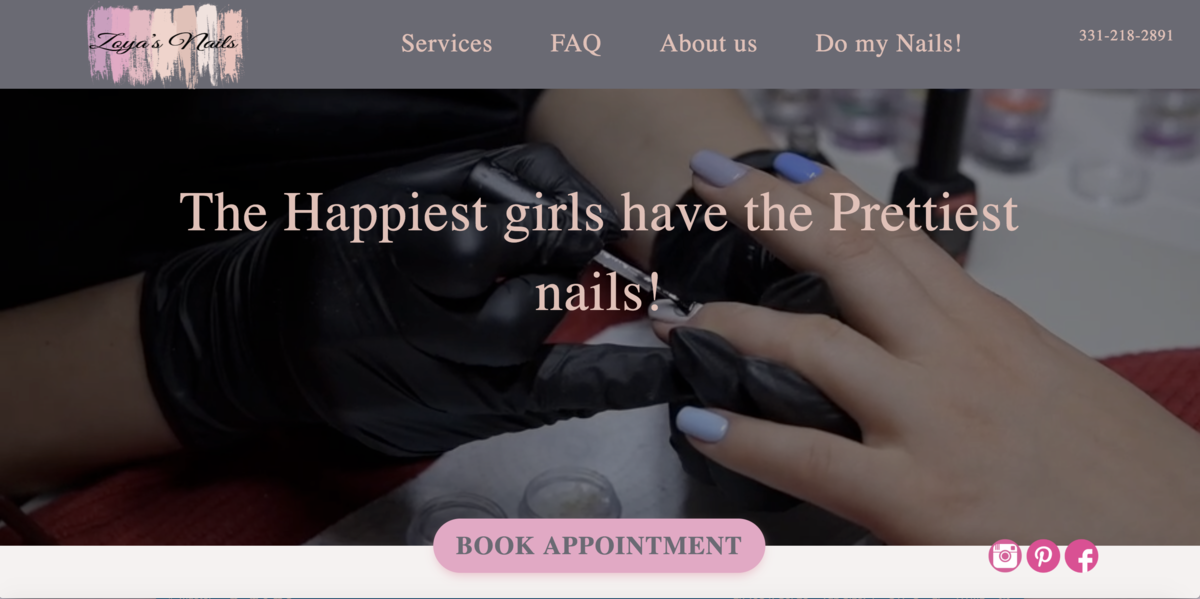 Zoya's Nails
Services
FAQ
About us
Do my Nails!
331-218-2891
The Happiest girls have the Prettiest
nails!
BOOK APPOINTMENT